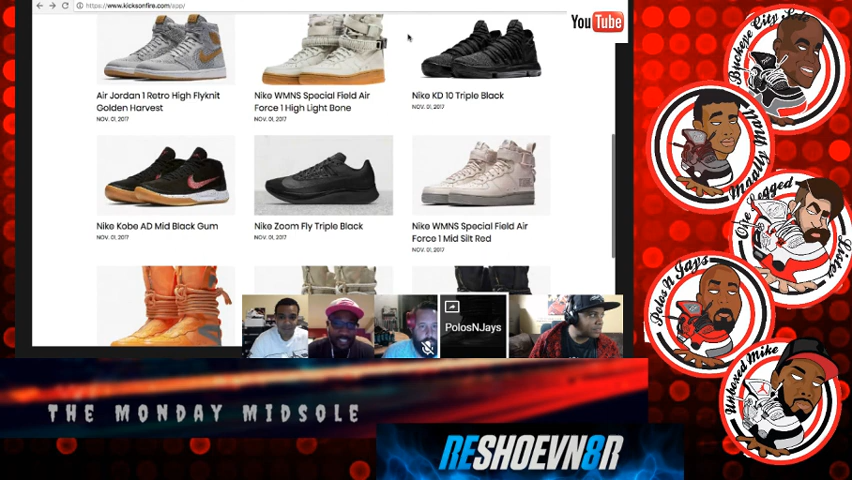 https://www.kicksonfire.com/app/
YouTube
Air Jordan 1 Retro High Flyknit
Golden Harvest
NOV. 01, 2017
Nike WMNS Special Field Air
Force 1 High Light Bone
NOV. 01, 2017
Nike KD 10 Triple Black
NOV. 01, 2017
Nike Kobe AD Mid Black Gum
NOV. 01, 2017
Nike Zoom Fly Triple Black
NOV. 01, 2017
Nike WMNS Special Field Air
Force 1 Mid Silt Red
NOV. 01, 2017
PolosNJays
THE MONDAY MIDSOLE
RESHOEVN8R
Buckeye City Sole
Mnally Mall
One Legged Lister
Polos N Jays
Unboxed Mike